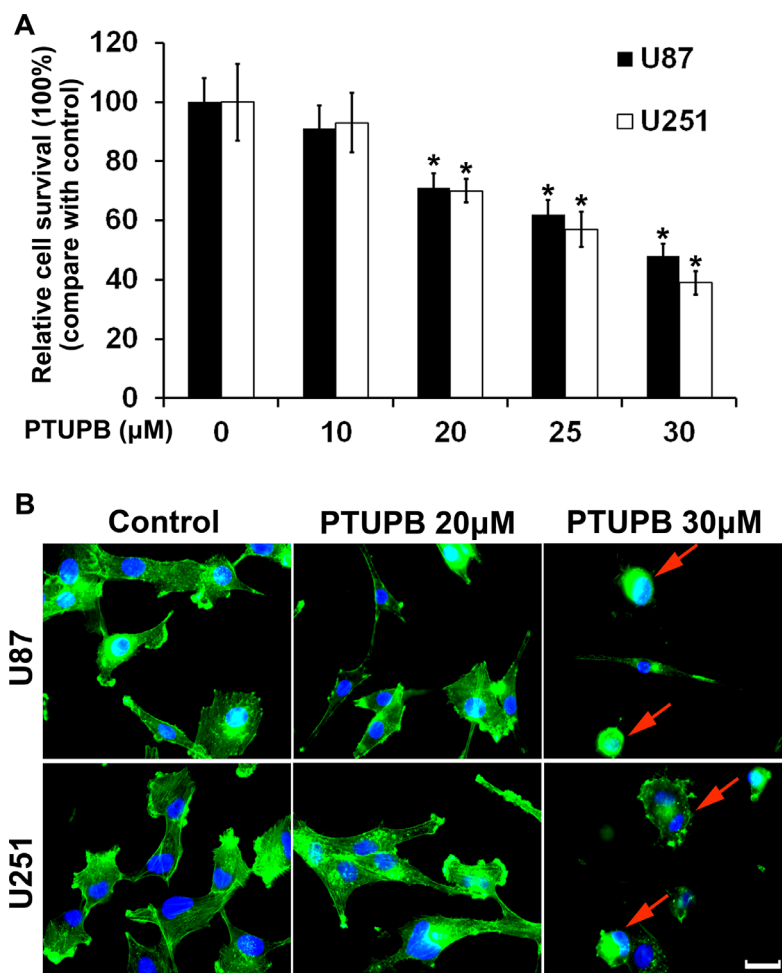 A
Relative cell survival (100%)
(compare with control)
120
100
80
60
40
20
0
U87
U251
* *
* *
* *
PTUPB (µM) 0 10 20 25 30
B
Control PTUPB 20µM PTUPB 30µM
U87
U251